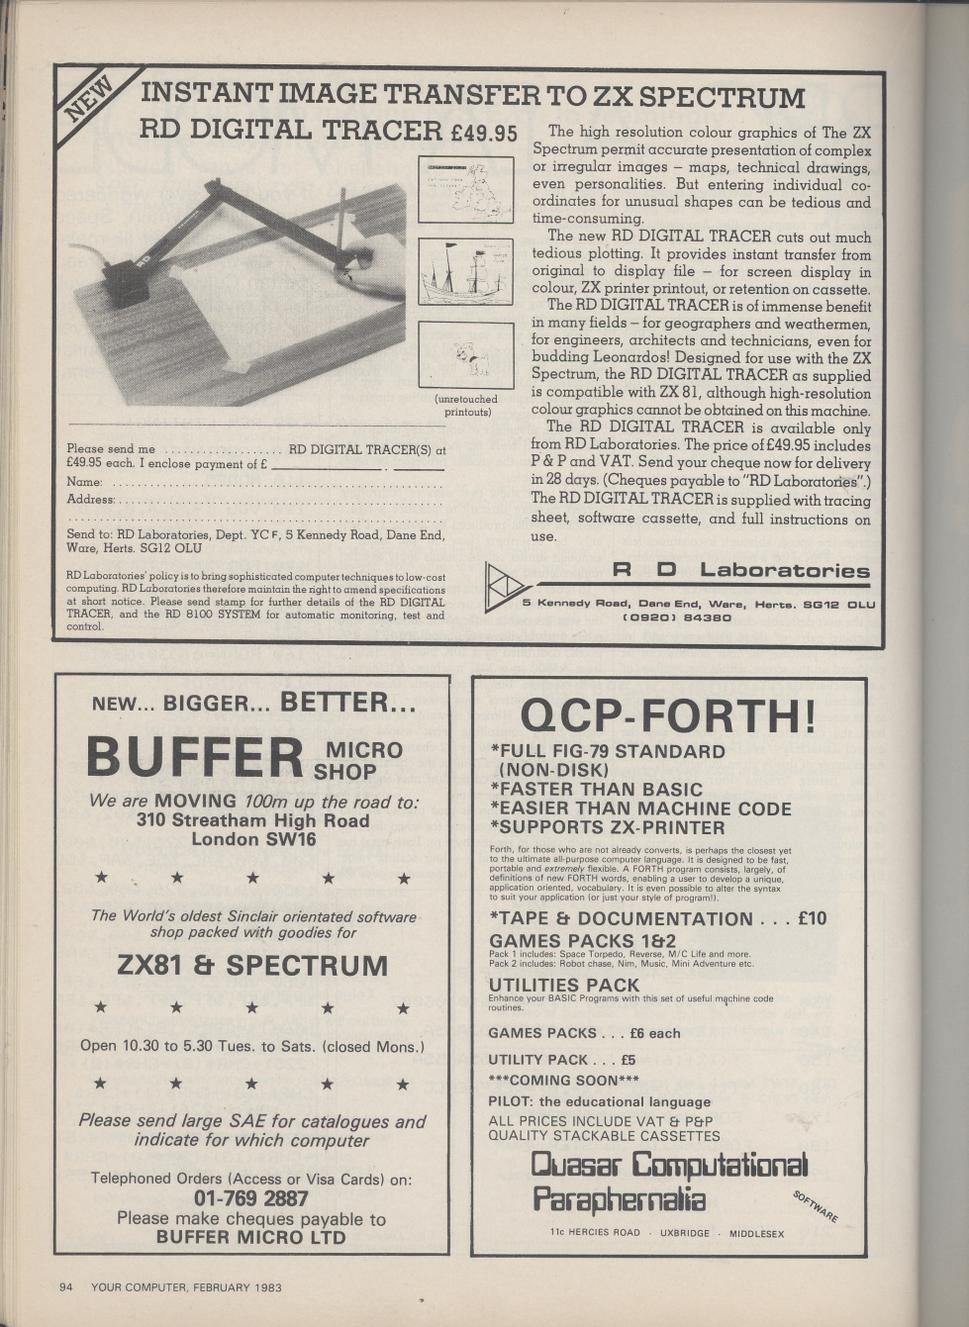 NEW
INSTANT IMAGE TRANSFER TO ZX SPECTRUM
RD DIGITAL TRACER £49.95
(unretouched
printouts)
The high resolution colour graphics of The ZX
Spectrum permit accurate presentation of complex
or irregular images – maps, technical drawings,
even personalities. But entering individual co-
ordinates for unusual shapes can be tedious and
time-consuming.
The new RD DIGITAL TRACER cuts out much
tedious plotting. It provides instant transfer from
original to display file – for screen display in
colour, ZX printer printout, or retention on cassette.
The RD DIGITAL TRACER is of immense benefit
in many fields – for geographers and weathermen,
for engineers, architects and technicians, even for
budding Leonardos! Designed for use with the ZX
Spectrum, the RD DIGITAL TRACER as supplied
is compatible with ZX 81, although high-resolution
colour graphics cannot be obtained on this machine.
The RD DIGITAL TRACER is available only
from RD Laboratories. The price of £49.95 includes
P & P and VAT. Send your cheque now for delivery
in 28 days. (Cheques payable to "RD Laboratories".)
The RD DIGITAL TRACER is supplied with tracing
sheet, software cassette, and full instructions on
use.
Please send me .................. RD DIGITAL TRACER(S) at
£49.95 each. I enclose payment of £ ______________ . ______
Name: ......................................................
Address: ...................................................
............................................................
Send to: RD Laboratories, Dept. YC F, 5 Kennedy Road, Dane End,
Ware, Herts. SG12 OLU
RD Laboratories' policy is to bring sophisticated computer techniques to low-cost
computing. RD Laboratories therefore maintain the right to amend specifications
at short notice. Please send stamp for further details of the RD DIGITAL
TRACER, and the RD 8100 SYSTEM for automatic monitoring, test and
control.
R D Laboratories
5 Kennedy Road, Dane End, Ware, Herts. SG12 OLU
(0920) 84380
NEW... BIGGER... BETTER...
BUFFER MICRO
SHOP
We are MOVING 100m up the road to:
310 Streatham High Road
London SW16
★ ★ ★ ★ ★
The World's oldest Sinclair orientated software
shop packed with goodies for
ZX81 & SPECTRUM
★ ★ ★ ★ ★
Open 10.30 to 5.30 Tues. to Sats. (closed Mons.)
★ ★ ★ ★ ★
Please send large SAE for catalogues and
indicate for which computer
Telephoned Orders (Access or Visa Cards) on:
01-769 2887
Please make cheques payable to
BUFFER MICRO LTD
QCP-FORTH!
*FULL FIG-79 STANDARD
(NON-DISK)
*FASTER THAN BASIC
*EASIER THAN MACHINE CODE
*SUPPORTS ZX-PRINTER
Forth, for those who are not already converts, is perhaps the closest yet
to the ultimate all-purpose computer language. It is designed to be fast,
portable and extremely flexible. A FORTH program consists, largely, of
definitions of new FORTH words, enabling a user to develop a unique,
application oriented, vocabulary. It is even possible to alter the syntax
to suit your application (or just your style of program!).
*TAPE & DOCUMENTATION . . . £10
GAMES PACKS 1&2
Pack 1 includes: Space Torpedo, Reverse, M/C Life and more.
Pack 2 includes: Robot chase, Nim, Music, Mini Adventure etc.
UTILITIES PACK
Enhance your BASIC Programs with this set of useful machine code
routines.
GAMES PACKS . . . £6 each
UTILITY PACK . . . £5
***COMING SOON***
PILOT: the educational language
ALL PRICES INCLUDE VAT & P&P
QUALITY STACKABLE CASSETTES
Quasar Computational
Paraphernalia
SOFTWARE
11c HERCIES ROAD · UXBRIDGE · MIDDLESEX
94 YOUR COMPUTER, FEBRUARY 1983